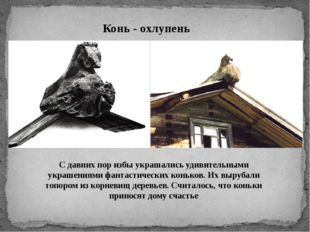 Конь - охлупень
С давних пор избы украшались удивительными
украшениями фантастических коньков. Их вырубали
топором из корневищ деревьев. Считалось, что коньки
приносят дому счастье